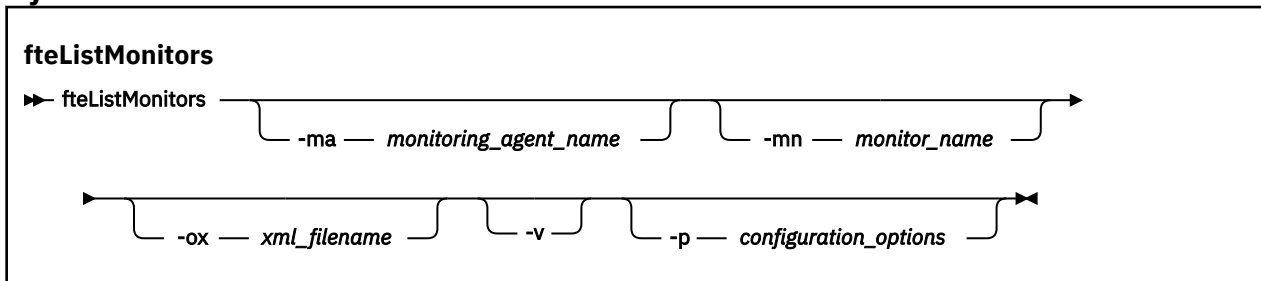 fteListMonitors
fteListMonitors
-ma monitoring_agent_name -mn monitor_name
-ox xml_filename -v -p configuration_options